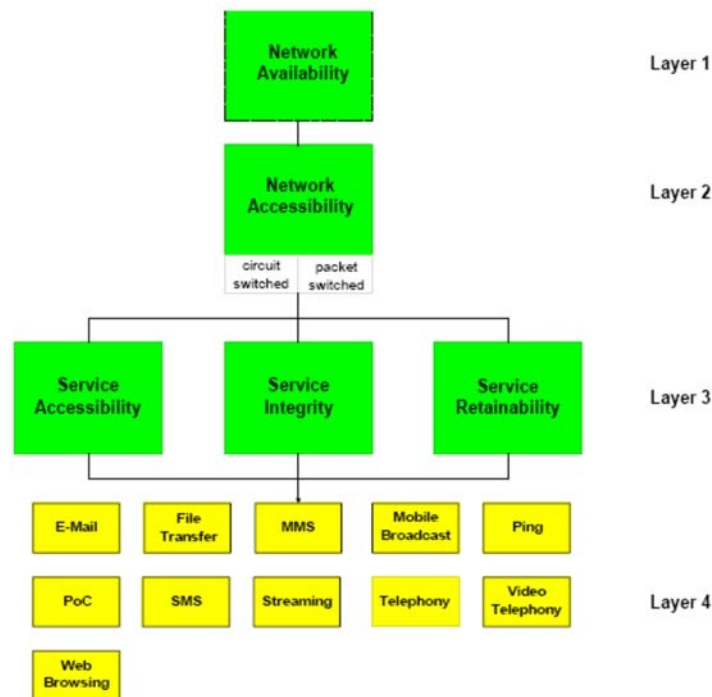 Network
Availability
Layer 1
Network
Accessibility
Layer 2
circuit
switched
packet
switched
Service
Accessibility
Service
Integrity
Service
Retainability
Layer 3
E-Mail
File
Transfer
MMS
Mobile
Broadcast
Ping
PoC
SMS
Streaming
Telephony
Video
Telephony
Layer 4
Web
Browsing